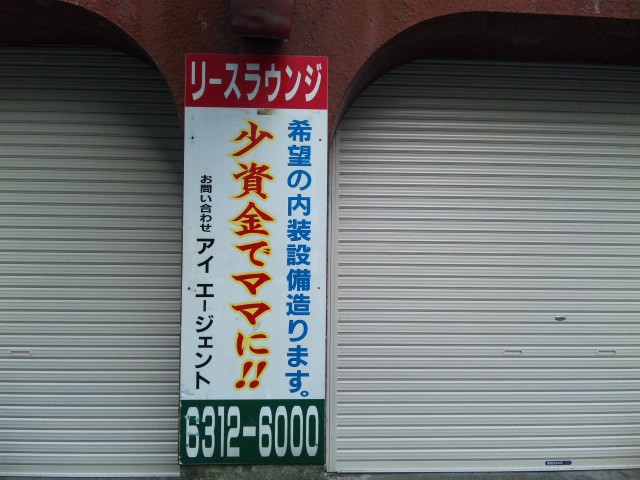 リースラウンジ
希望の内装設備造ります。
少資金でママに!!
お問い合わせ アイ エージェント
6312-6000